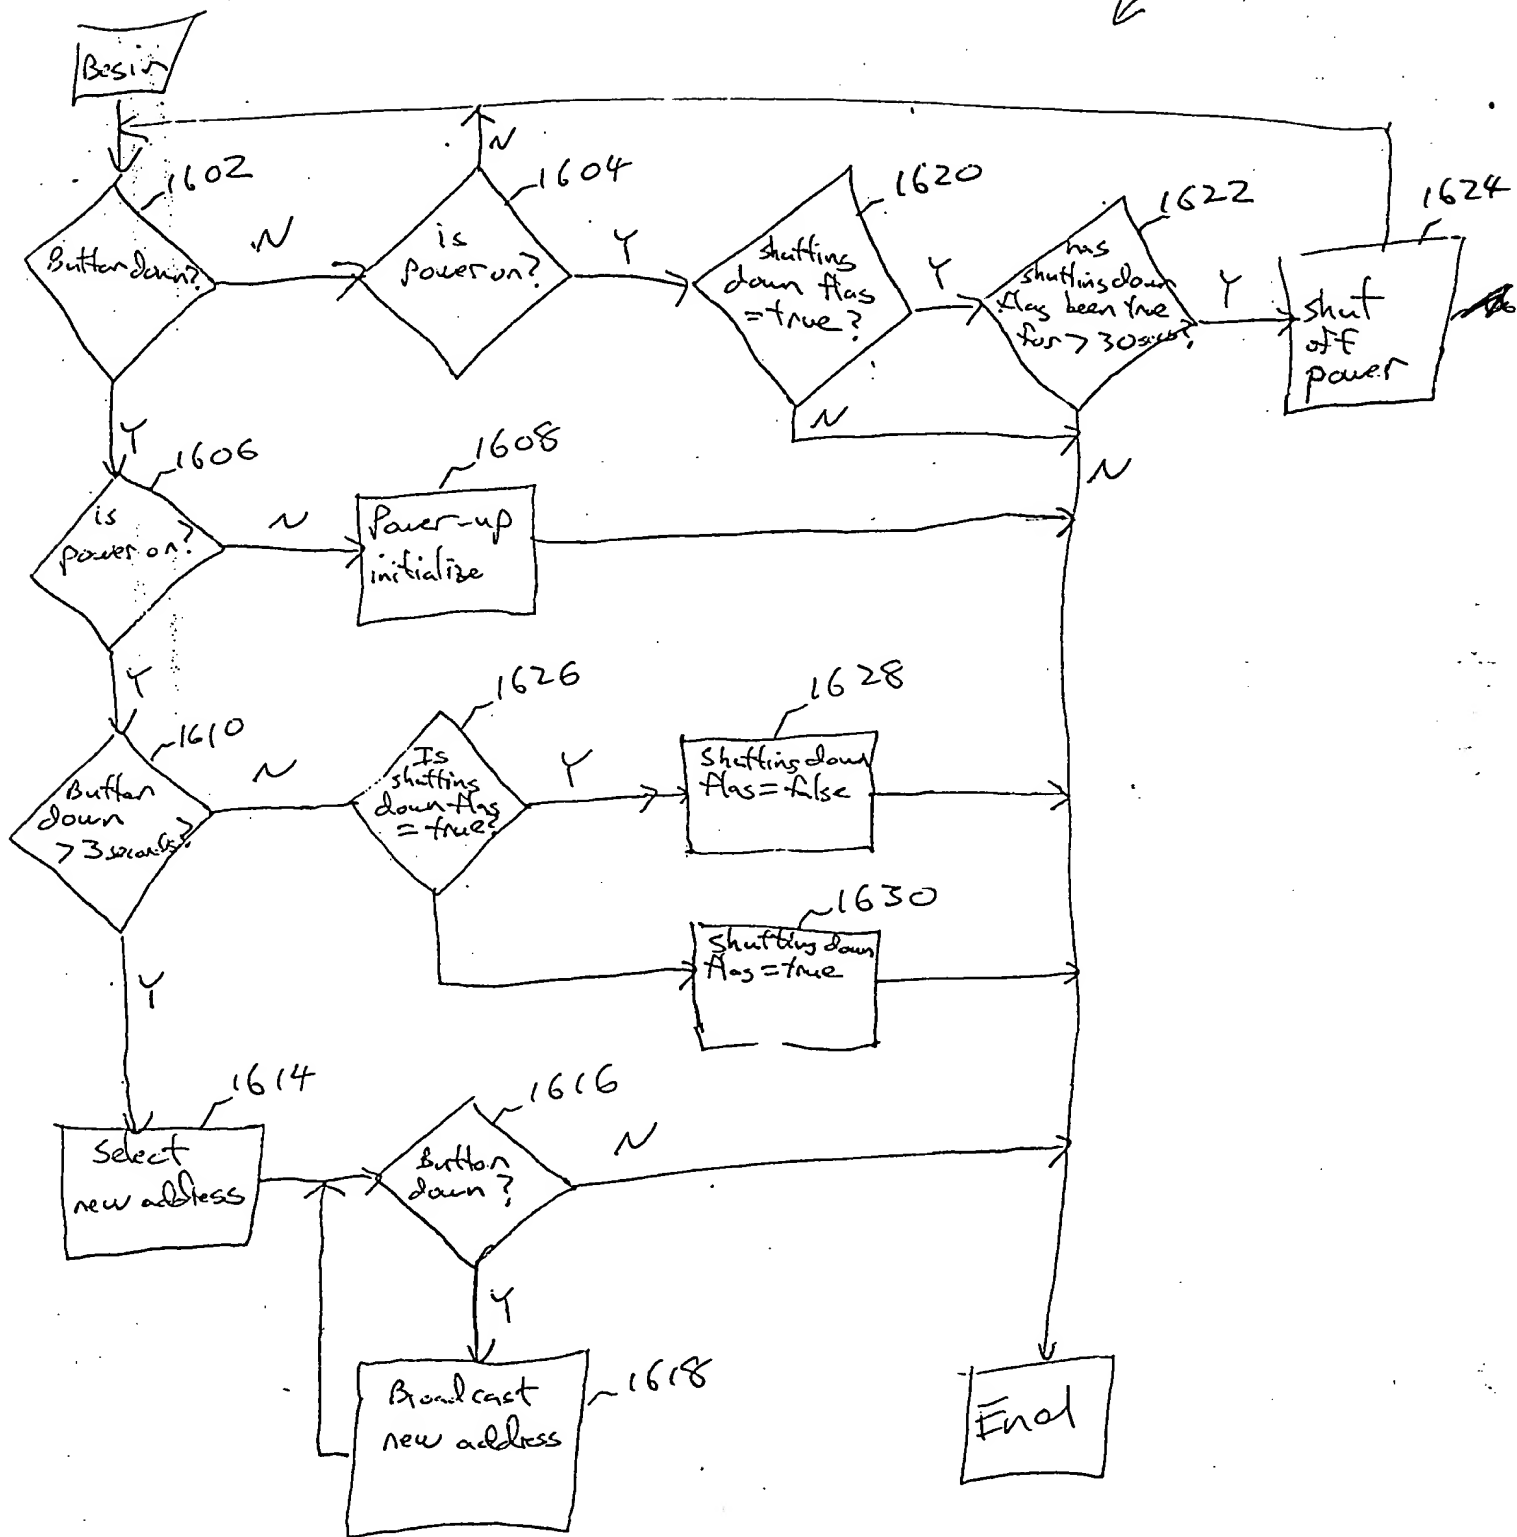 Begin
1602
Button down?
N
is
power on?
1604
N
Y
shutting
down flag
= true?
1620
Y
N
has
shutting down
flag been true
for > 30 secs?
1622
Y
N
shut
off
power
1624
Y
is
power on?
1606
N
Power-up
initialize
1608
Y
Button
down
> 3 seconds?
1610
N
Is
shutting
down flag
= true?
1626
Y
Shutting down
flag = false
1628
Shutting down
flag = true
1630
Y
Select
new address
1614
Button
down?
1616
N
Y
Broadcast
new address
1618
End